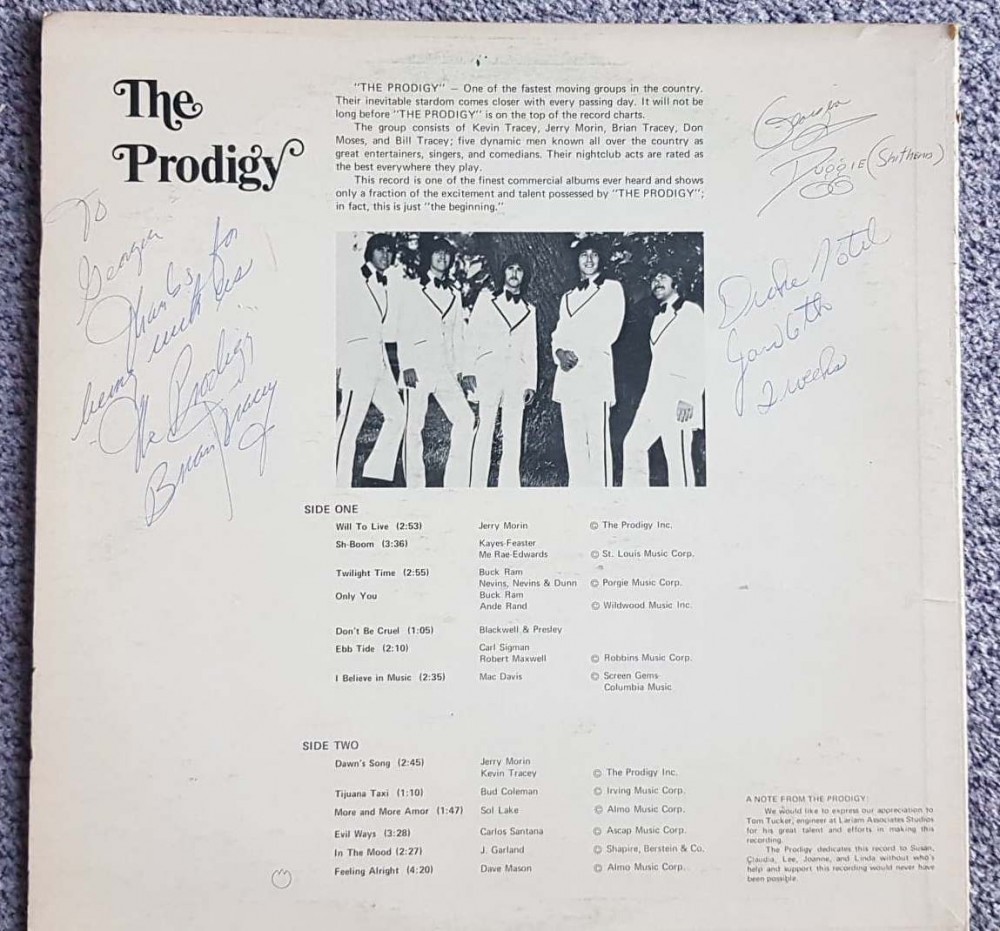 The
Prodigy
"THE PRODIGY" — One of the fastest moving groups in the country.
Their inevitable stardom comes closer with every passing day. It will not be
long before "THE PRODIGY" is on the top of the record charts.
The group consists of Kevin Tracey, Jerry Morin, Brian Tracey, Don
Moses, and Bill Tracey; five dynamic men known all over the country as
great entertainers, singers, and comedians. Their nightclub acts are rated as
the best everywhere they play.
This record is one of the finest commercial albums ever heard and shows
only a fraction of the excitement and talent possessed by "THE PRODIGY";
in fact, this is just "the beginning."
To
Georgia
Thanks for
being with us
The Prodigy
Brian Tracey
Georgia
Duggie
Drake Hotel
Jan 6th
2 weeks
SIDE ONE
Will To Live (2:53) Jerry Morin © The Prodigy Inc.
Sh-Boom (3:36) Kayes-Feaster
Me Rae-Edwards © St. Louis Music Corp.
Twilight Time (2:55) Buck Ram
Nevins, Nevins & Dunn © Porgie Music Corp.
Only You Buck Ram
Ande Rand © Wildwood Music Inc.
Don't Be Cruel (1:05) Blackwell & Presley
Ebb Tide (2:10) Carl Sigman
Robert Maxwell © Robbins Music Corp.
I Believe in Music (2:35) Mac Davis © Screen Gems
Columbia Music
SIDE TWO
Dawn's Song (2:45) Jerry Morin
Kevin Tracey © The Prodigy Inc.
Tijuana Taxi (1:10) Bud Coleman © Irving Music Corp.
More and More Amor (1:47) Sol Lake © Almo Music Corp.
Evil Ways (3:28) Carlos Santana © Ascap Music Corp.
In The Mood (2:27) J. Garland © Shapire, Berstein & Co.
Feeling Alright (4:20) Dave Mason © Almo Music Corp.
A NOTE FROM THE PRODIGY:
We would like to express our appreciation to
Tom Tucker, engineer at Lariam Associates Studios
for his great talent and efforts in making this
recording.
The Prodigy dedicates this record to Susan,
Claudia, Lee, Joanne, and Linda without who's
help and support this recording would never have
been possible.